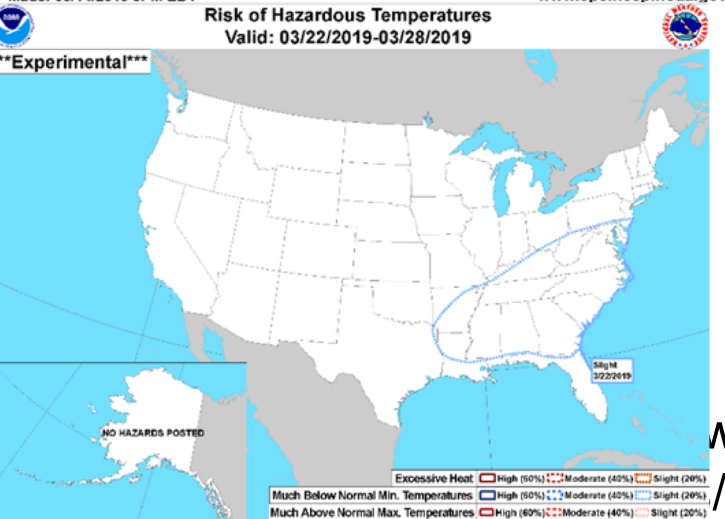 Risk of Hazardous Temperatures
Valid: 03/22/2019-03/28/2019
**Experimental***
Slight
3/22/2019
NO HAZARDS POSTED
Excessive Heat High (60%) Moderate (40%) Slight (20%)
Much Below Normal Min. Temperatures High (60%) Moderate (40%) Slight (20%)
Much Above Normal Max. Temperatures High (60%) Moderate (40%) Slight (20%)